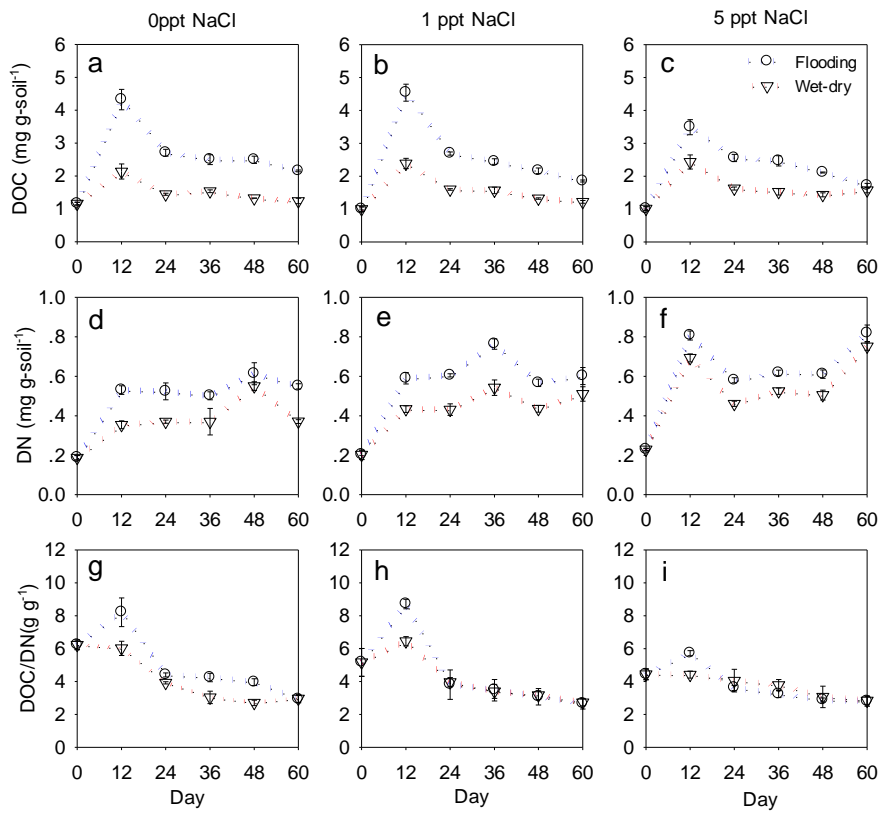 0ppt NaCl 1 ppt NaCl 5 ppt NaCl
DOC (mg g-soil⁻¹)
6
5
4
3
2
1
0
a
0 12 24 36 48 60
6
5
4
3
2
1
0
b
0 12 24 36 48 60
6
5
4
3
2
1
0
c
Flooding
Wet-dry
0 12 24 36 48 60
DN (mg g-soil⁻¹)
1.0
.8
.6
.4
.2
0.0
d
0 12 24 36 48 60
1.0
.8
.6
.4
.2
0.0
e
0 12 24 36 48 60
1.0
.8
.6
.4
.2
0.0
f
0 12 24 36 48 60
DOC/DN(g g⁻¹)
12
10
8
6
4
2
0
g
0 12 24 36 48 60
Day
12
10
8
6
4
2
0
h
0 12 24 36 48 60
Day
12
10
8
6
4
2
0
i
0 12 24 36 48 60
Day